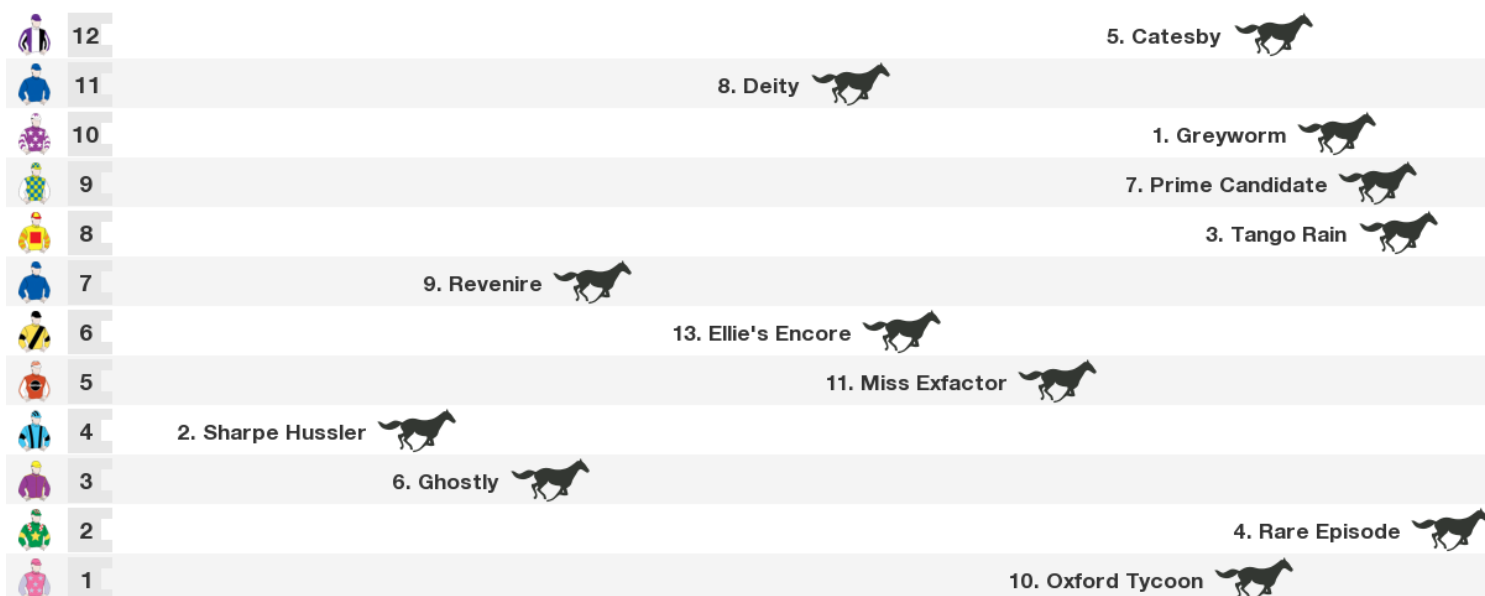 12 5. Catesby
11 8. Deity
10 1. Greyworm
9 7. Prime Candidate
8 3. Tango Rain
7 9. Revenire
6 13. Ellie's Encore
5 11. Miss Exfactor
4 2. Sharpe Hussler
3 6. Ghostly
2 4. Rare Episode
1 10. Oxford Tycoon